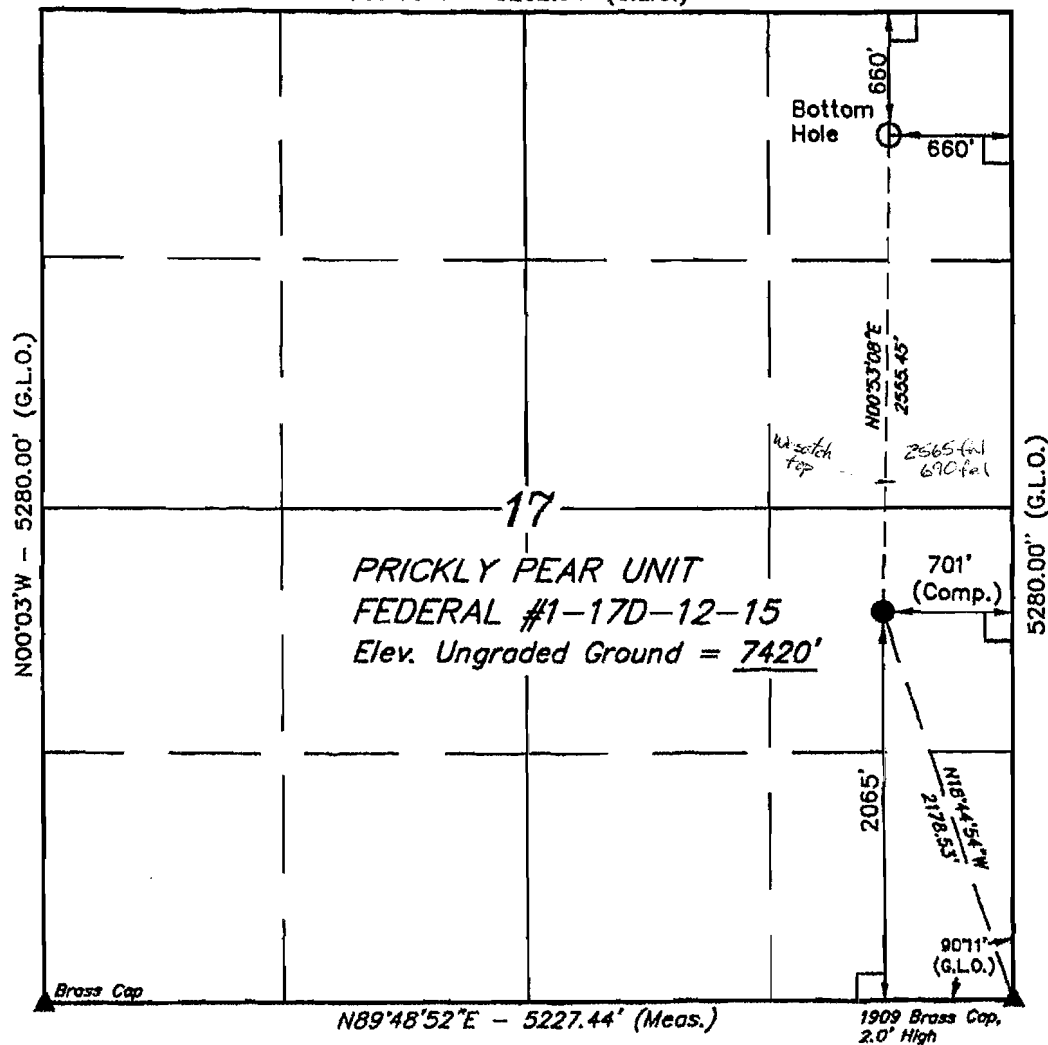 (G.L.O.)
660'
Bottom
Hole
660'
N00°53'08"E
2555.45'
N00°03'W - 5280.00' (G.L.O.)
Wasatch
top
2565 fnl
690 fel
5280.00" (G.L.O.)
17
701'
(Comp.)
PRICKLY PEAR UNIT
FEDERAL #1-17D-12-15
Elev. Ungraded Ground = 7420'
2065'
N18°44'54"W
2178.53'
90°11'
(G.L.O.)
Brass Cap
N89°48'52"E - 5227.44' (Meas.)
1909 Brass Cap,
2.0' High